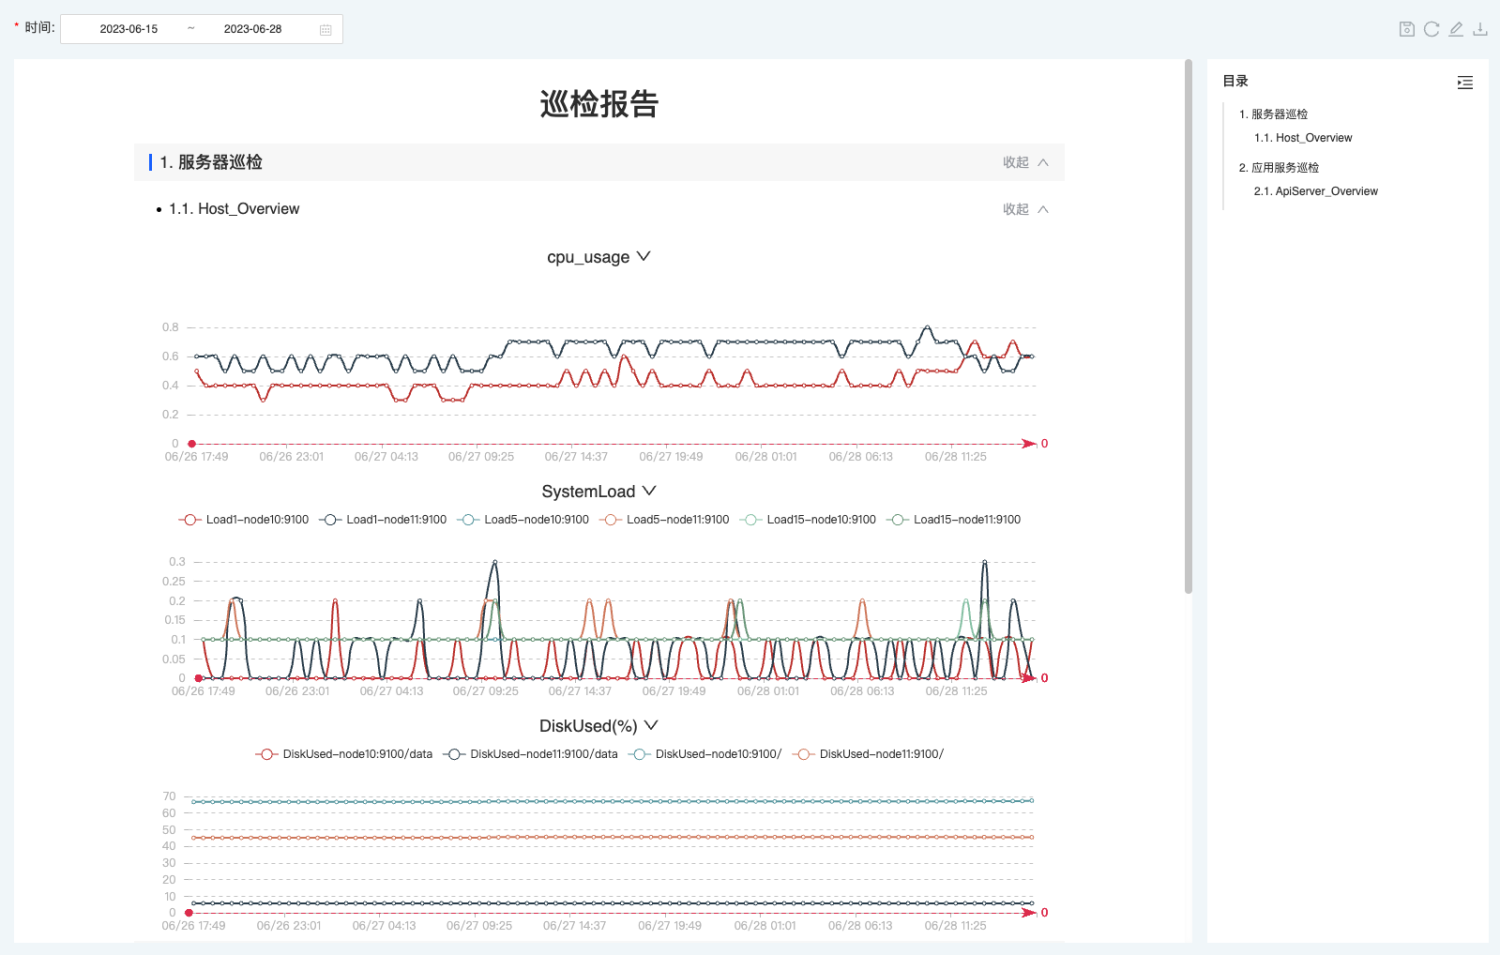 * 时间: 2023-06-15 ~ 2023-06-28
巡检报告
1. 服务器巡检 收起
• 1.1. Host_Overview 收起
cpu_usage
0.8
0.6
0.4
0.2
0 0
06/26 17:49 06/26 23:01 06/27 04:13 06/27 09:25 06/27 14:37 06/27 19:49 06/28 01:01 06/28 06:13 06/28 11:25
SystemLoad
Load1-node10:9100 Load1-node11:9100 Load5-node10:9100 Load5-node11:9100 Load15-node10:9100 Load15-node11:9100
0.3
0.25
0.2
0.15
0.1
0.05
0 0
06/26 17:49 06/26 23:01 06/27 04:13 06/27 09:25 06/27 14:37 06/27 19:49 06/28 01:01 06/28 06:13 06/28 11:25
DiskUsed(%)
DiskUsed-node10:9100/data DiskUsed-node11:9100/data DiskUsed-node10:9100/ DiskUsed-node11:9100/
70
60
50
40
30
20
10
0 0
06/26 17:49 06/26 23:01 06/27 04:13 06/27 09:25 06/27 14:37 06/27 19:49 06/28 01:01 06/28 06:13 06/28 11:25
目录
1. 服务器巡检
1.1. Host_Overview
2. 应用服务巡检
2.1. ApiServer_Overview